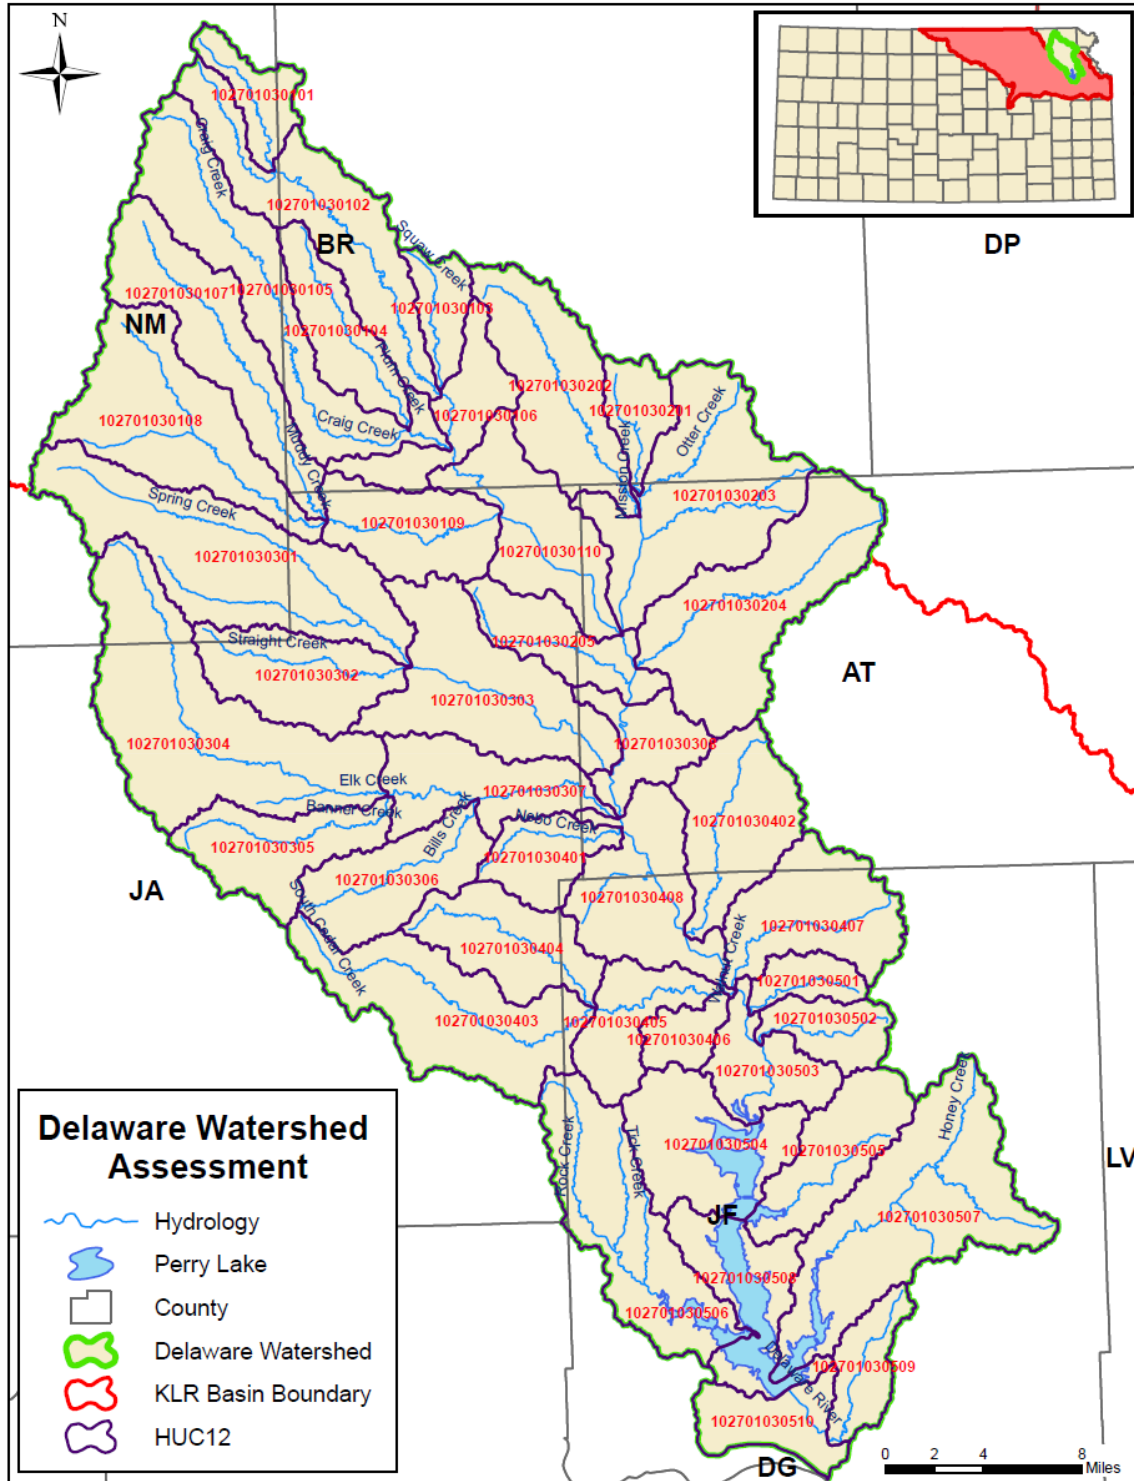 N
102701030101
Craig Creek
102701030102
BR
Squaw Creek
DP
102701030107
102701030105
102701030103
NM
102701030104
Plum Creek
102701030202
102701030201
Otter Creek
102701030106
102701030108
Craig Creek
Muddy Creek
Mission Creek
Spring Creek
102701030203
102701030109
102701030110
102701030301
102701030204
Straight Creek
102701030205
102701030302
AT
102701030303
102701030304
102701030308
Elk Creek
102701030307
Banner Creek
Bills Creek
Nebo Creek
102701030402
102701030305
102701030401
JA
102701030306
South Cedar Creek
102701030408
102701030407
102701030404
Walnut Creek
102701030501
102701030403
102701030405
102701030502
102701030406
102701030503
Honey Creek
Rock Creek
Tick Creek
102701030504
102701030505
LV
JF
102701030507
102701030508
102701030506
Delaware River
102701030509
102701030510
DG
Delaware Watershed
Assessment
Hydrology
Perry Lake
County
Delaware Watershed
KLR Basin Boundary
HUC12
0 2 4 8
Miles